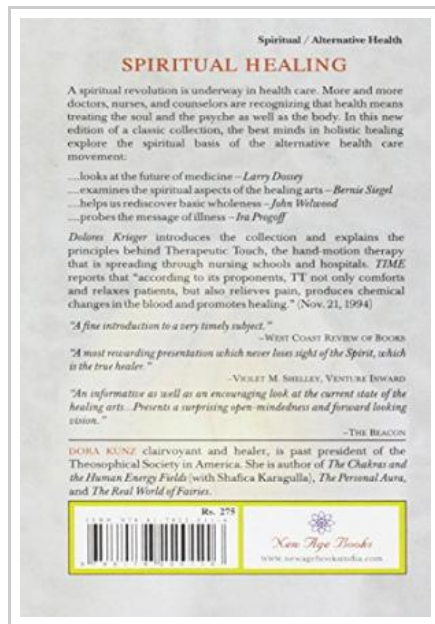 Spiritual / Alternative Health
SPIRITUAL HEALING
A spiritual revolution is underway in health care. More and more
doctors, nurses, and counselors are recognizing that health means
treating the soul and the psyche as well as the body. In this new
edition of a classic collection, the best minds in holistic healing
explore the spiritual basis of the alternative health care
movement:
....looks at the future of medicine – Larry Dossey
....examines the spiritual aspects of the healing arts – Bernie Siegel
....helps us rediscover basic wholeness – John Welwood
....probes the message of illness – Ira Progoff
Dolores Krieger introduces the collection and explains the
principles behind Therapeutic Touch, the hand-motion therapy
that is spreading through nursing schools and hospitals. TIME
reports that "according to its proponents, TT not only comforts
and relaxes patients, but also relieves pain, produces chemical
changes in the blood and promotes healing." (Nov. 21, 1994)
"A fine introduction to a very timely subject."
–WEST COAST REVIEW OF BOOKS
"A most rewarding presentation which never loses sight of the Spirit, which
is the true healer."
–VIOLET M. SHELLEY, VENTURE INWARD
"An informative as well as an encouraging look at the current state of the
healing arts...Presents a surprising open-mindedness and forward looking
vision."
–THE BEACON
DORA KUNZ clairvoyant and healer, is past president of the
Theosophical Society in America. She is author of The Chakras and
the Human Energy Fields (with Shafica Karagulla), The Personal Aura,
and The Real World of Fairies.
Rs. 275
New Age Books
www.newagebooksindia.com